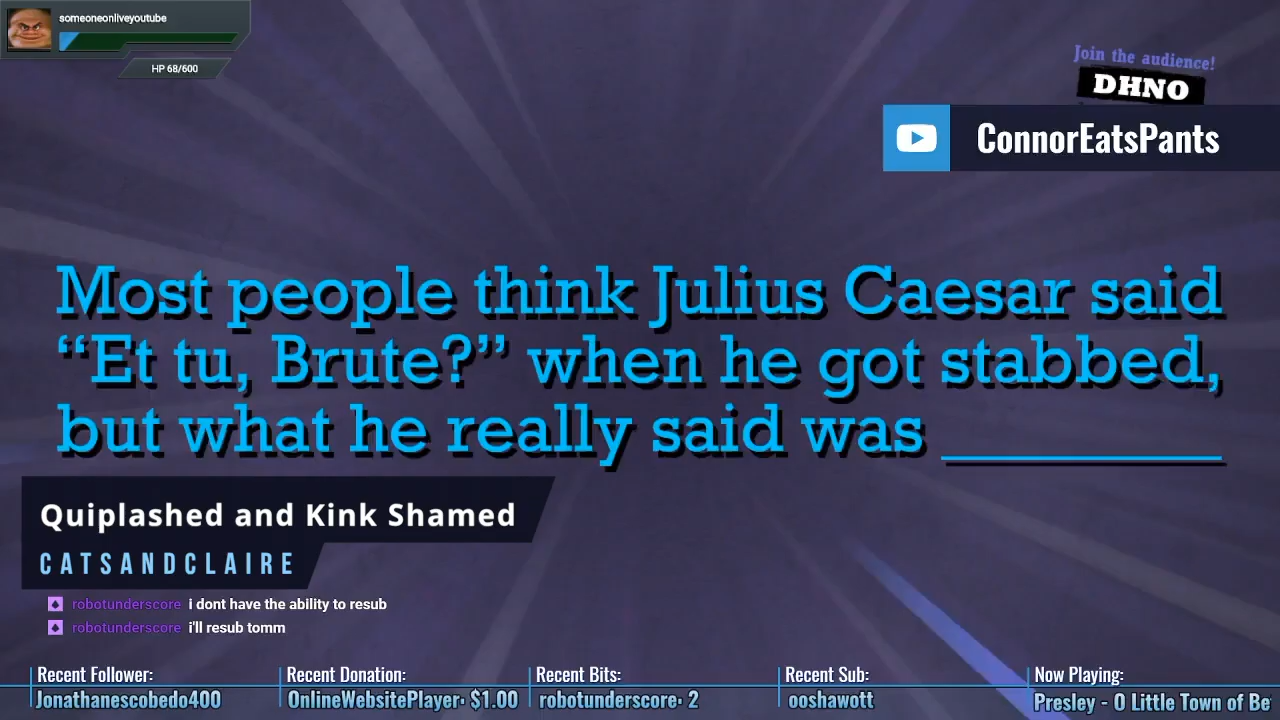 someoneonliveyoutube
HP 68/600
Join the audience!
DHNO
ConnorEatsPants
Most people think Julius Caesar said
“Et tu, Brute?” when he got stabbed,
but what he really said was ________
Quiplashed and Kink Shamed
CATSANDCLAIRE
robotunderscore i dont have the ability to resub
robotunderscore i'll resub tomm
Recent Follower:
Jonathanescobedo400
Recent Donation:
OnlineWebsitePlayer: $1.00
Recent Bits:
robotunderscore: 2
Recent Sub:
ooshawott
Now Playing:
Presley - O Little Town of Be